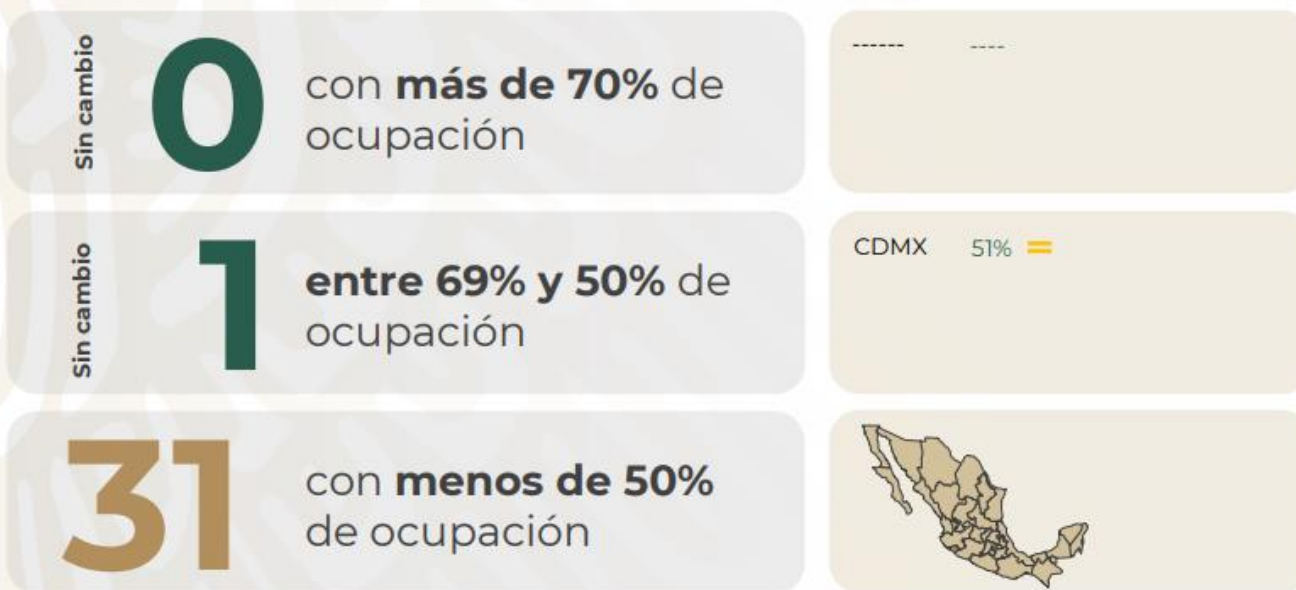 Sin cambio
0
con más de 70% de
ocupación
------ ----
Sin cambio
1
entre 69% y 50% de
ocupación
CDMX 51% =
31
con menos de 50%
de ocupación